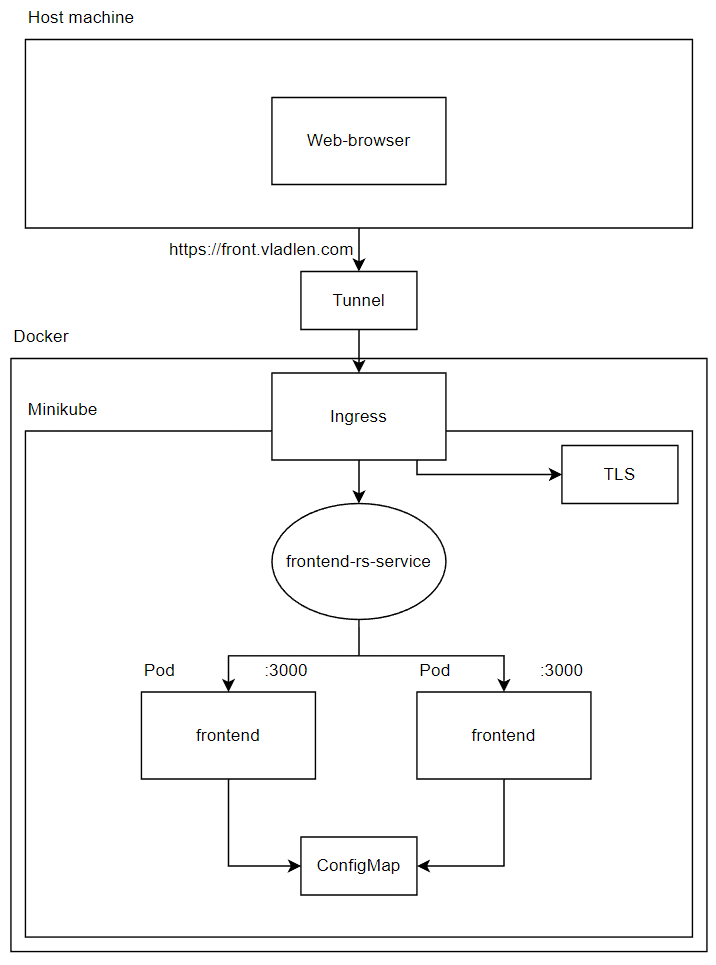 Host machine
Web-browser
https://front.vladlen.com
Tunnel
Docker
Ingress
Minikube
TLS
frontend-rs-service
Pod :3000 Pod :3000
frontend frontend
ConfigMap